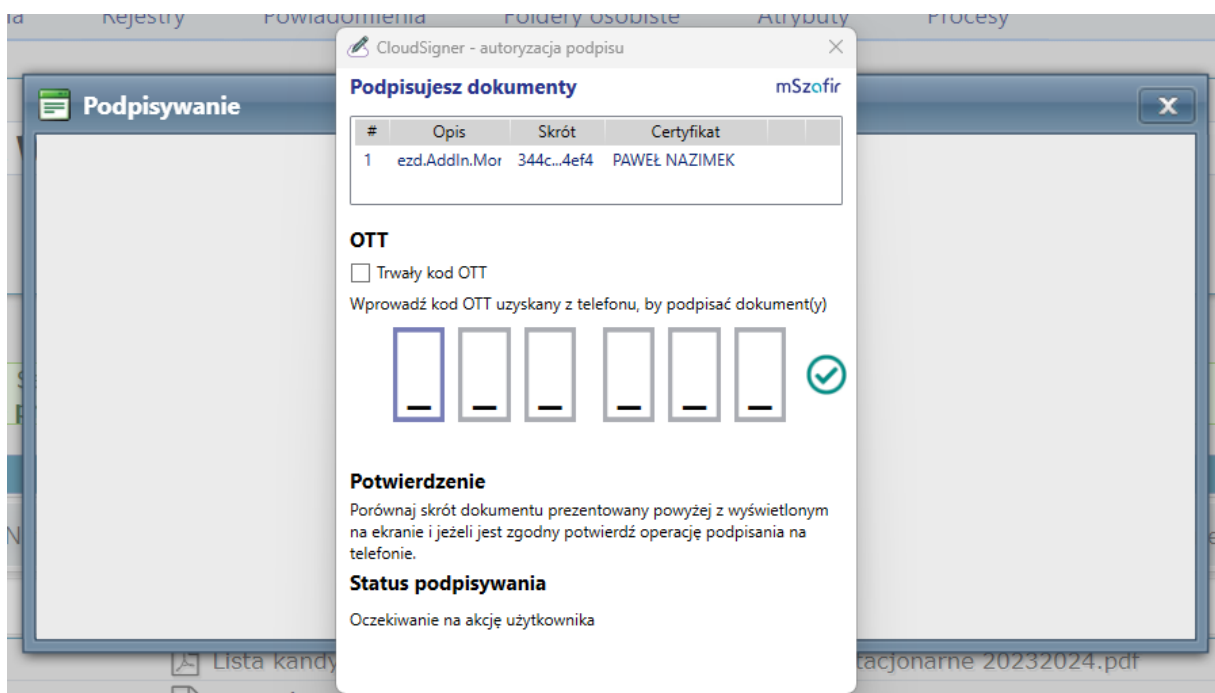 Rejestry Powiadomienia Foldery osobiste Atrybuty Procesy
CloudSigner - autoryzacja podpisu
Podpisujesz dokumenty mSzafir
Podpisywanie
# Opis Skrót Certyfikat
1 ezd.AddIn.Mor 344c...4ef4 PAWEŁ NAZIMEK
OTT
Trwały kod OTT
Wprowadź kod OTT uzyskany z telefonu, by podpisać dokument(y)
Potwierdzenie
Porównaj skrót dokumentu prezentowany powyżej z wyświetlonym
na ekranie i jeżeli jest zgodny potwierdź operację podpisania na
telefonie.
Status podpisywania
Oczekiwanie na akcję użytkownika
Lista kandy tacjonarne 20232024.pdf